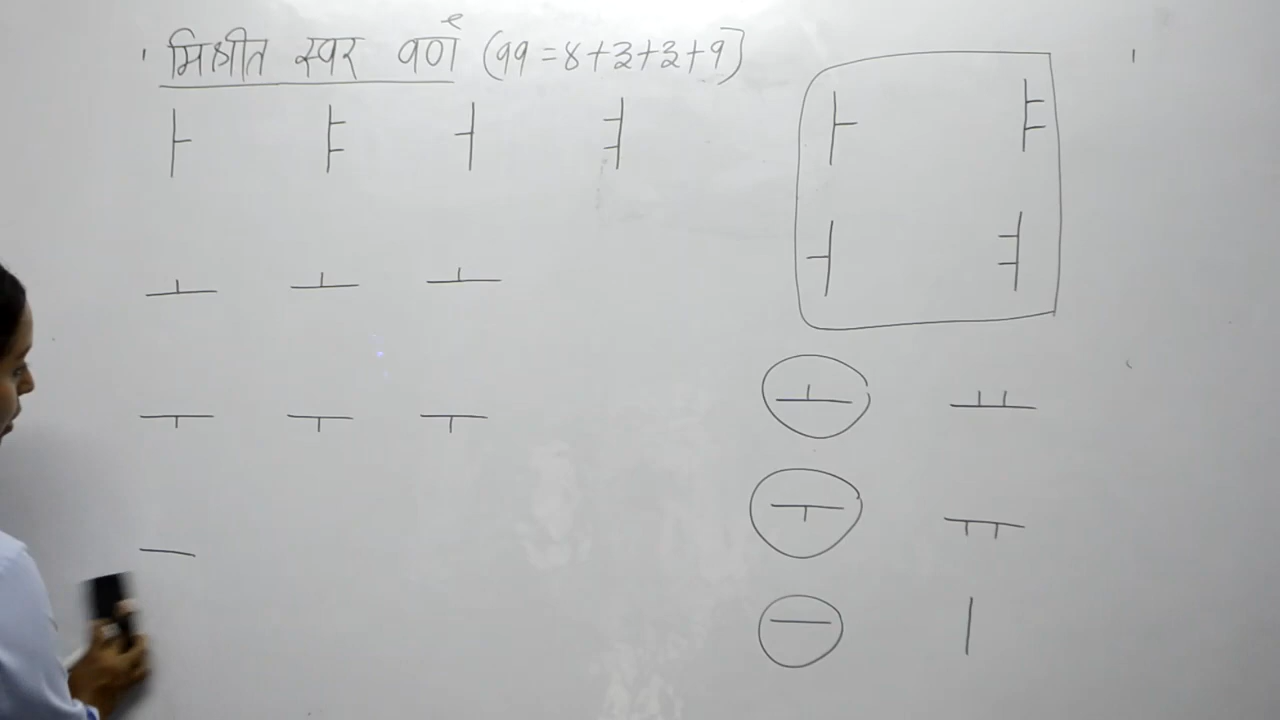 मिश्रीत स्वर वर्ण (११ = ४+३+३+१)
ㅏ ㅑ ㅓ ㅕ
ㅗ ㅗ ㅗ
ㅜ ㅜ ㅜ
ㅡ
ㅏ ㅑ
ㅓ ㅕ
ㅗ ㅛ
ㅜ ㅠ
ㅡ ㅣ